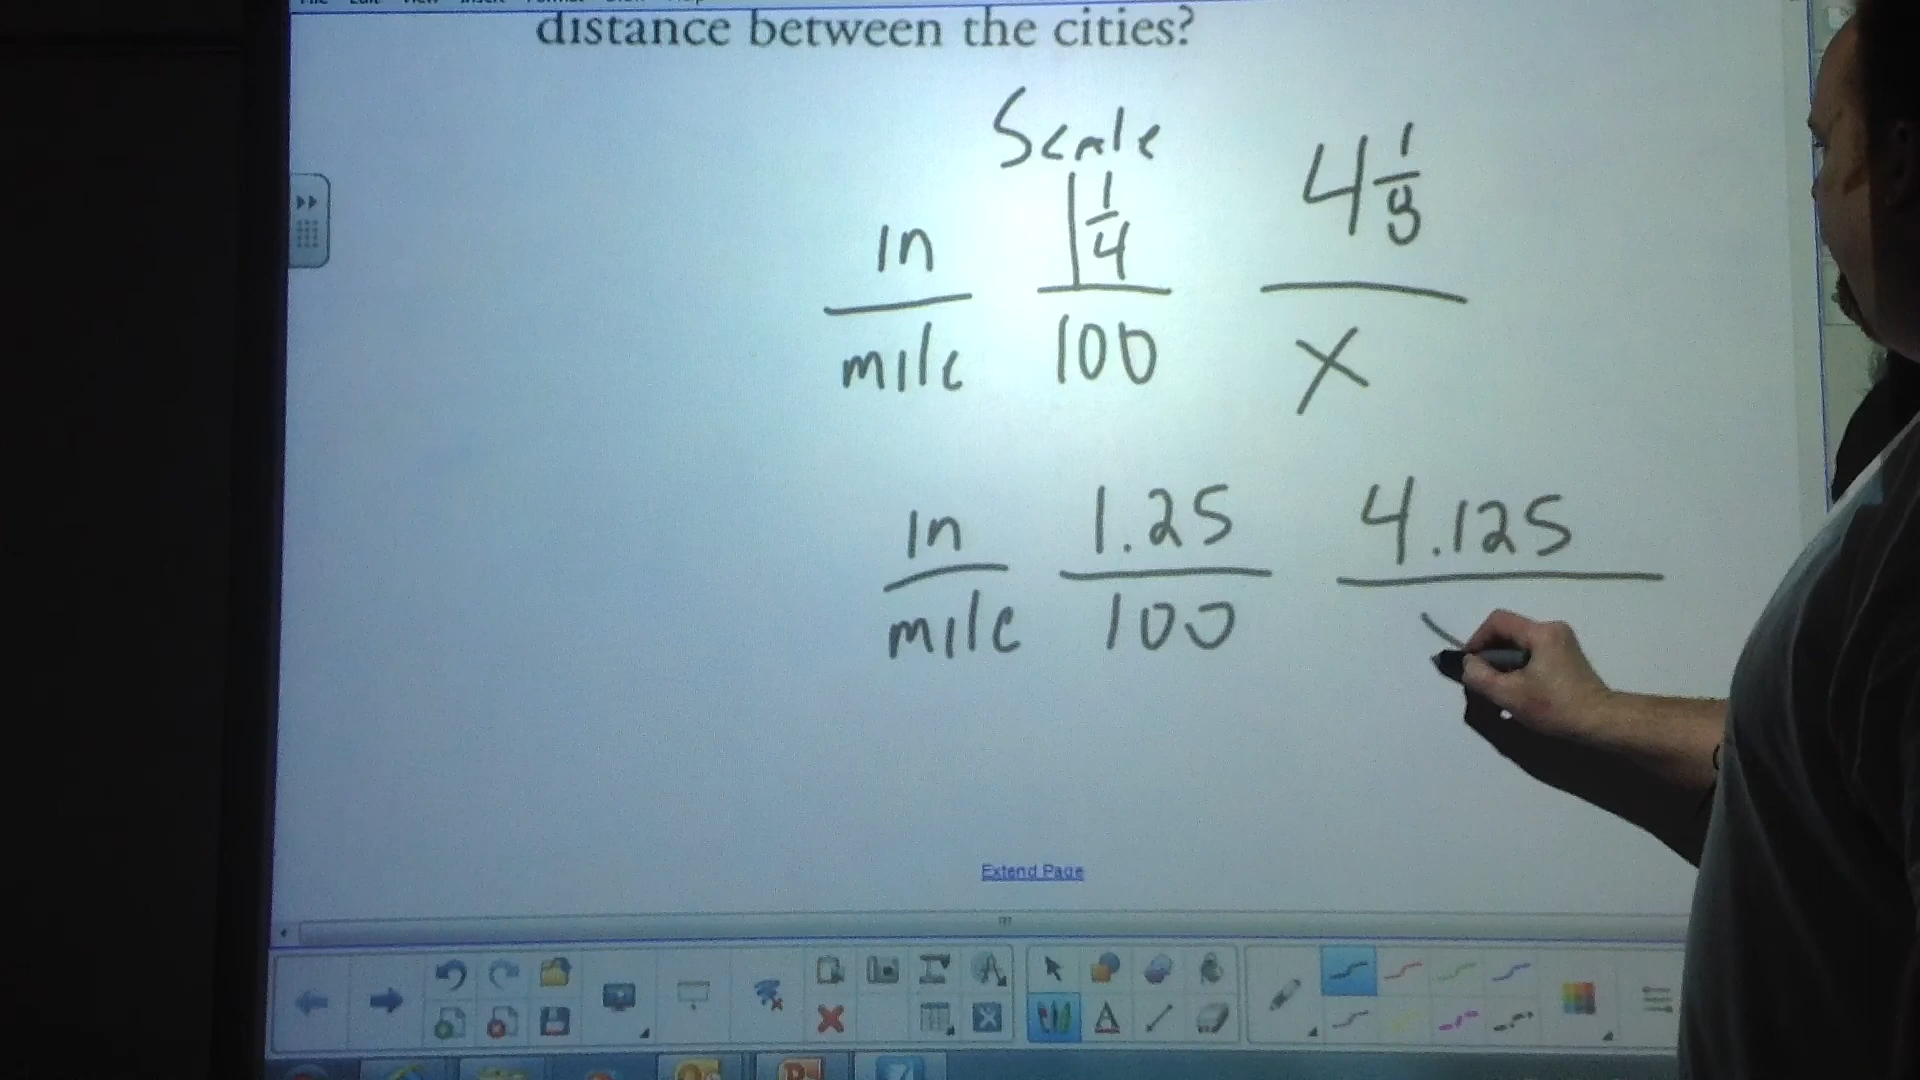 distance between the cities?
Scale
in 1 1/4 4 1/8
mile 100 X
in 1.25 4.125
mile 100
Extend Page